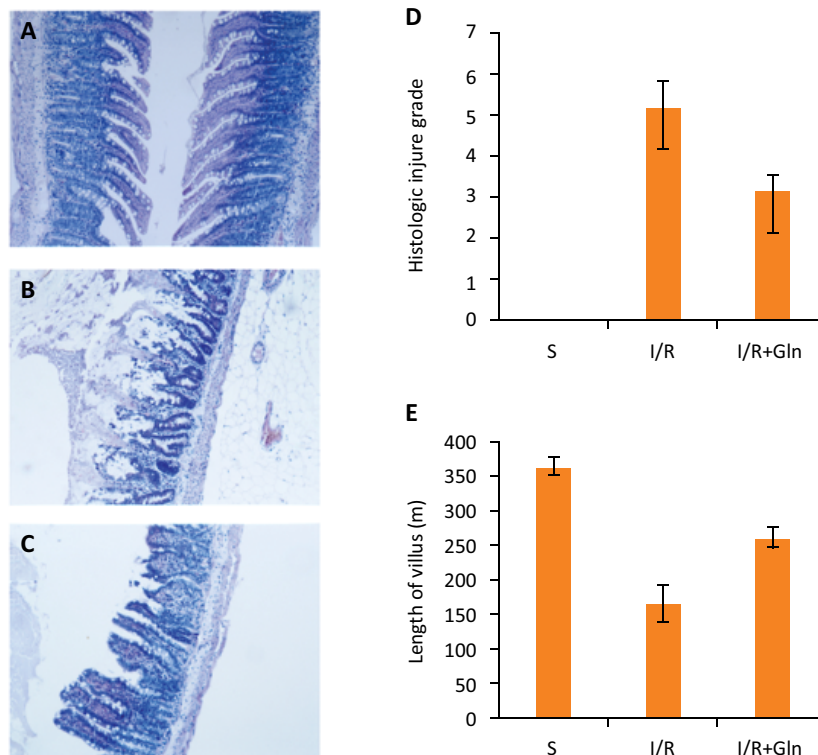 A
B
C
D
Histologic injure grade
7
6
5
4
3
2
1
0
S I/R I/R+Gln
E
Length of villus (m)
400
350
300
250
200
150
100
50
0
S I/R I/R+Gln